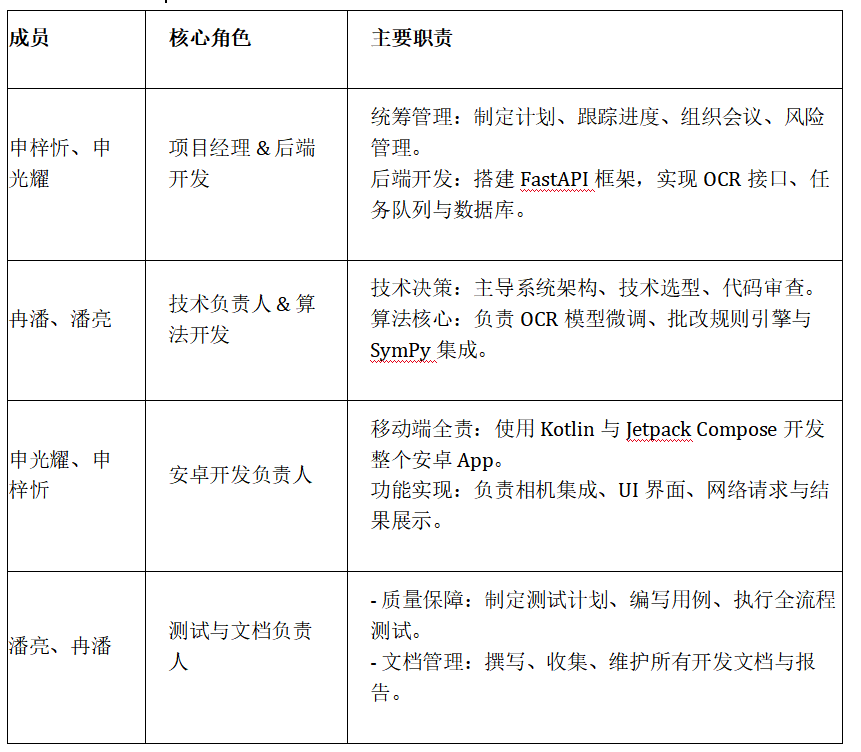 成员
核心角色
主要职责
申梓忻、申
光耀
项目经理 & 后端
开发
统筹管理：制定计划、跟踪进度、组织会议、风险
管理。
后端开发：搭建 FastAPI 框架，实现 OCR 接口、任
务队列与数据库。
冉潘、潘亮
技术负责人 & 算
法开发
技术决策：主导系统架构、技术选型、代码审查。
算法核心：负责 OCR 模型微调、批改规则引擎与
SymPy 集成。
申光耀、申
梓忻
安卓开发负责人
移动端全责：使用 Kotlin 与 Jetpack Compose 开发
整个安卓 App。
功能实现：负责相机集成、UI 界面、网络请求与结
果展示。
潘亮、冉潘
测试与文档负责
人
- 质量保障：制定测试计划、编写用例、执行全流程
测试。
- 文档管理：撰写、收集、维护所有开发文档与报
告。